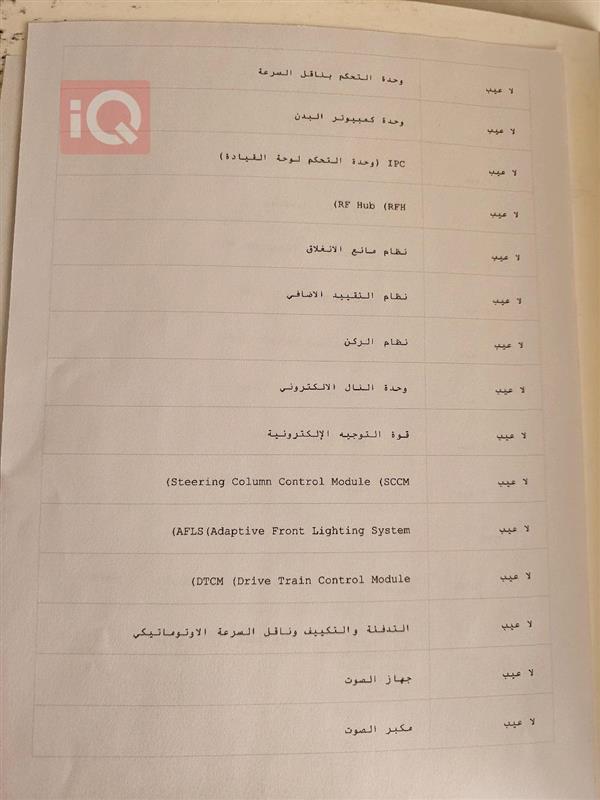 iQ
وحدة التحكم بناقل السرعة لا عيب
وحدة كمبيوتر البدن لا عيب
IPC (وحدة التحكم لوحة القيادة) لا عيب
(RF Hub (RFH لا عيب
نظام مانع الانغلاق لا عيب
نظام التقييد الاضافي لا عيب
نظام الركن لا عيب
وحدة النال الالكتروني لا عيب
قوة التوجيه الإلكترونية لا عيب
(Steering Column Control Module (SCCM لا عيب
(AFLS(Adaptive Front Lighting System لا عيب
(DTCM (Drive Train Control Module لا عيب
التدفئة والتكييف وناقل السرعة الاوتوماتيكي لا عيب
جهاز الصوت لا عيب
مكبر الصوت لا عيب